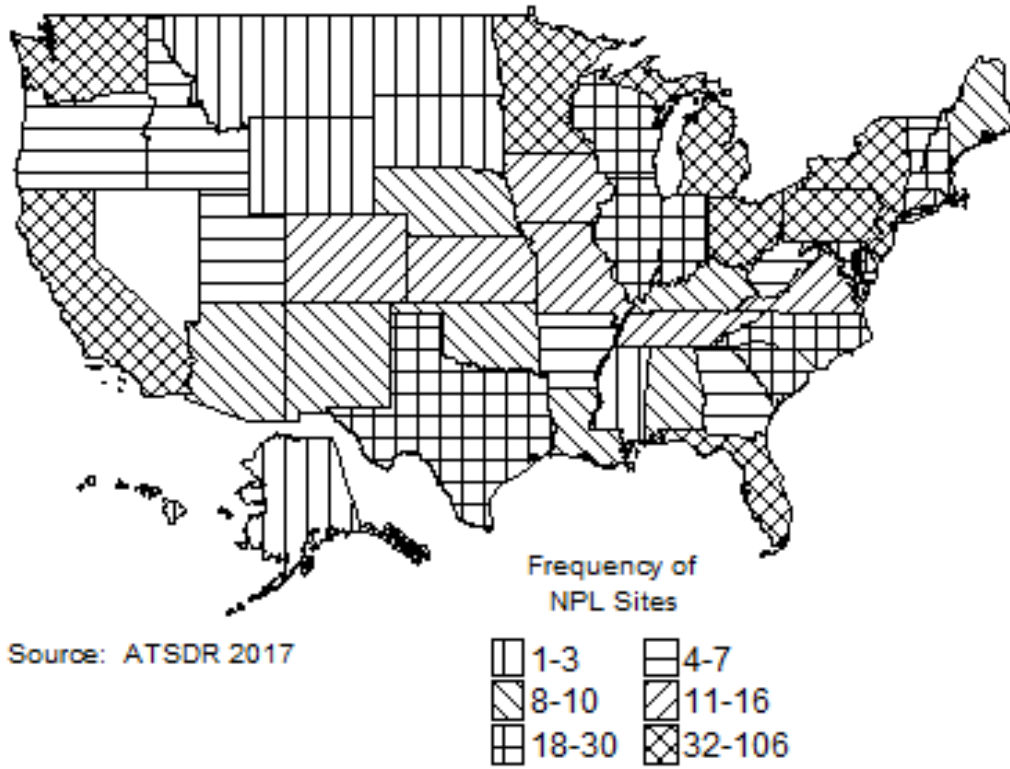 Frequency of
NPL Sites
Source: ATSDR 2017
1-3 4-7
8-10 11-16
18-30 32-106